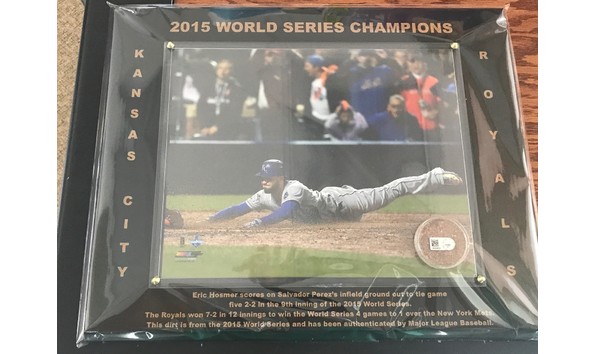 2015 WORLD SERIES CHAMPIONS
KANSAS CITY
ROYALS
Eric Hosmer scores on Salvador Perez's infield ground out to tie game
five 2-2 in the 9th inning of the 2015 World Series.
The Royals won 7-2 in 12 innings to win the World Series 4 games to 1 over the New York Mets.
This dirt is from the 2015 World Series and has been authenticated by Major League Baseball.